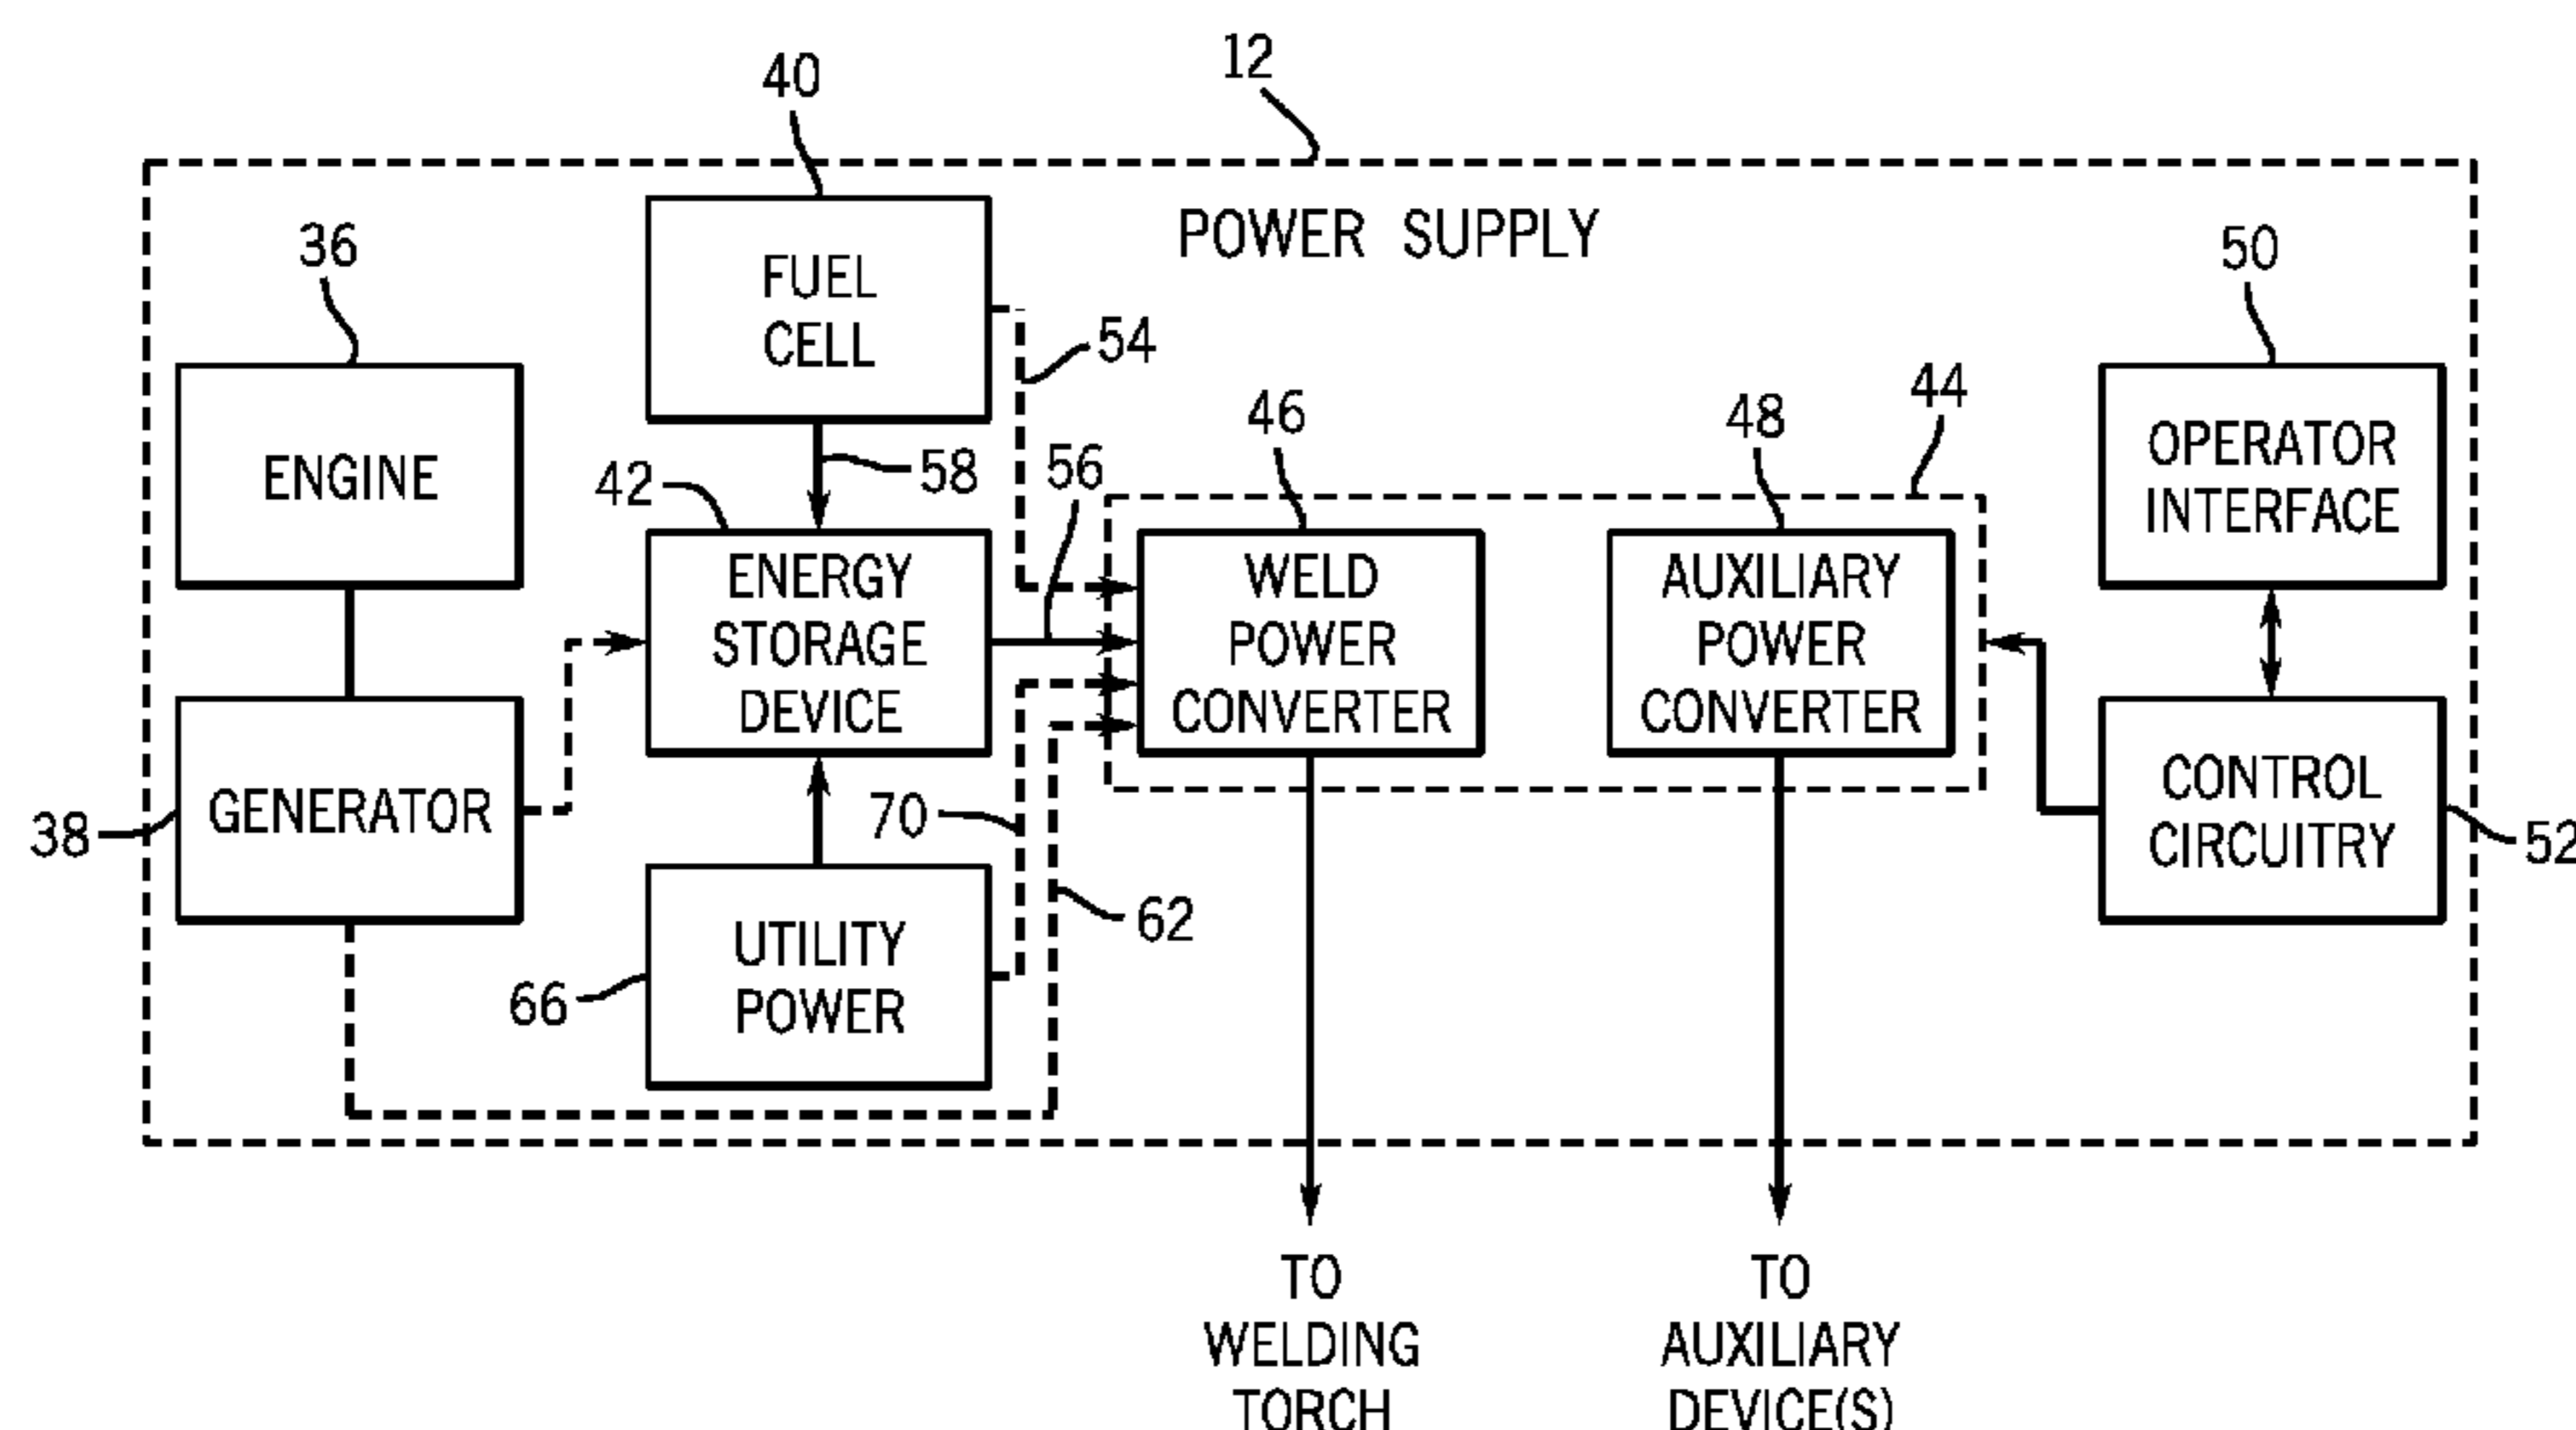 12
40
POWER SUPPLY
36
50
FUEL
CELL
54
44
46
48
ENGINE
42
58
56
OPERATOR
INTERFACE
ENERGY
STORAGE
DEVICE
WELD
POWER
CONVERTER
AUXILIARY
POWER
CONVERTER
38
GENERATOR
70
CONTROL
CIRCUITRY
52
62
66
UTILITY
POWER
TO
WELDING
TORCH
TO
AUXILIARY
DEVICE(S)